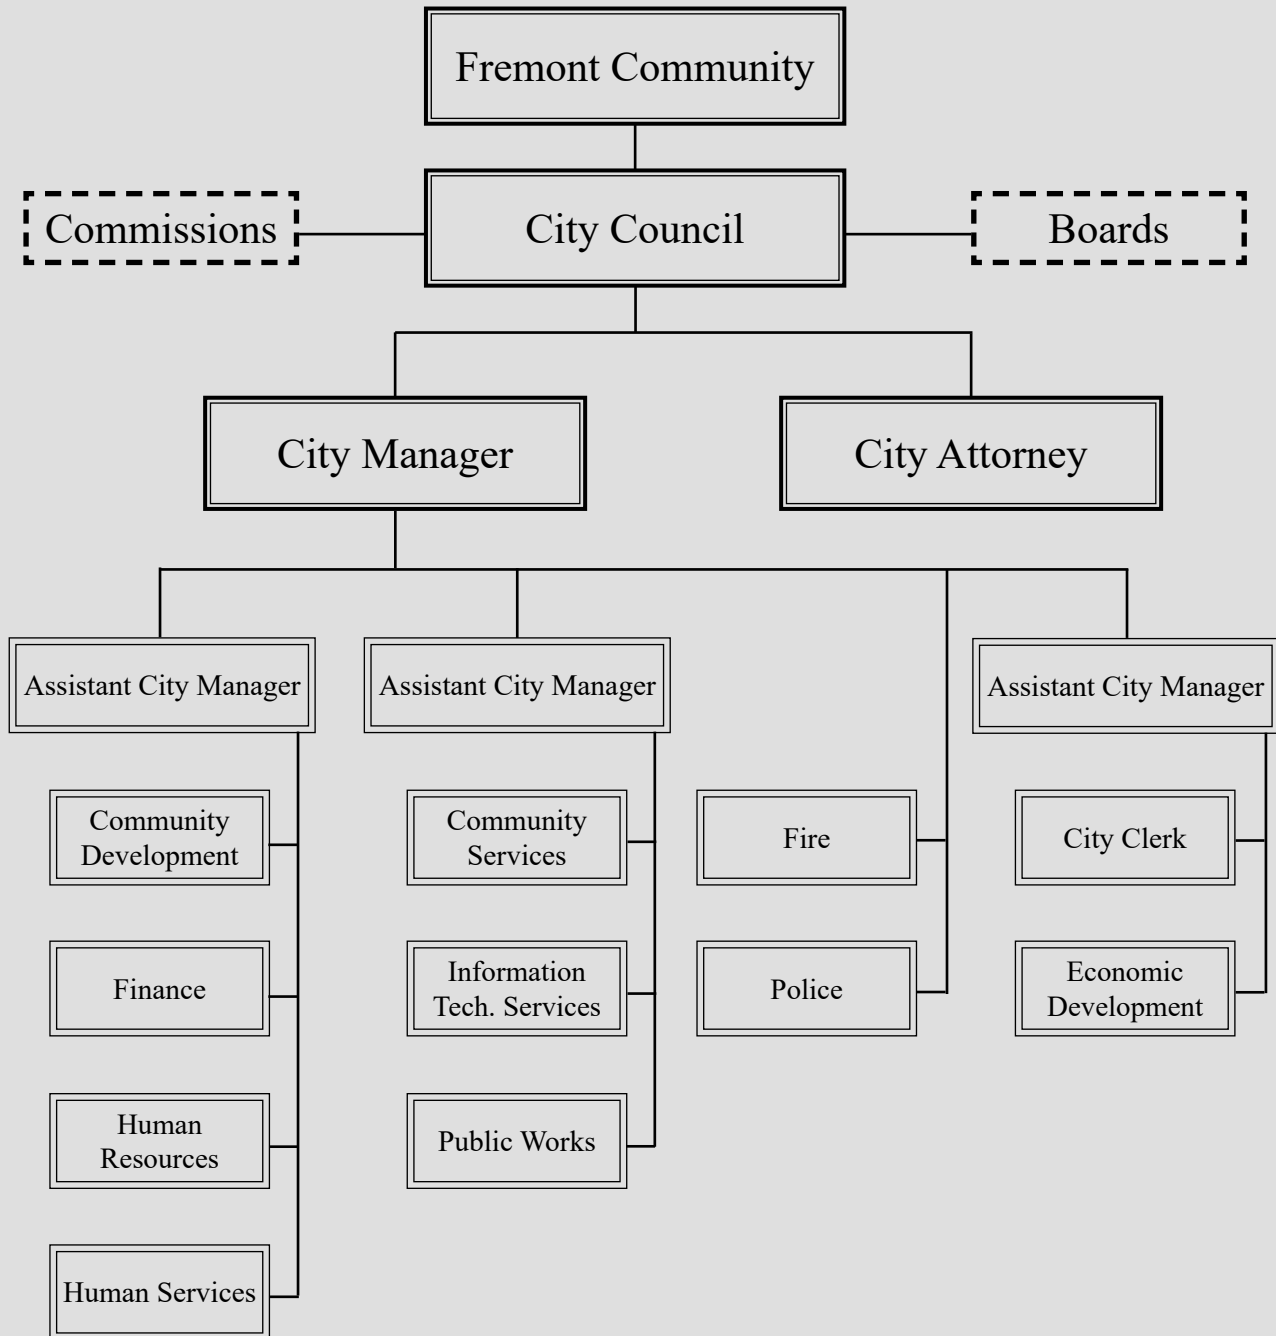 Fremont Community
Commissions
City Council
Boards
City Manager
City Attorney
Assistant City Manager
Assistant City Manager
Assistant City Manager
Community
Development
Community
Services
Fire
City Clerk
Finance
Information
Tech. Services
Police
Economic
Development
Human
Resources
Public Works
Human Services